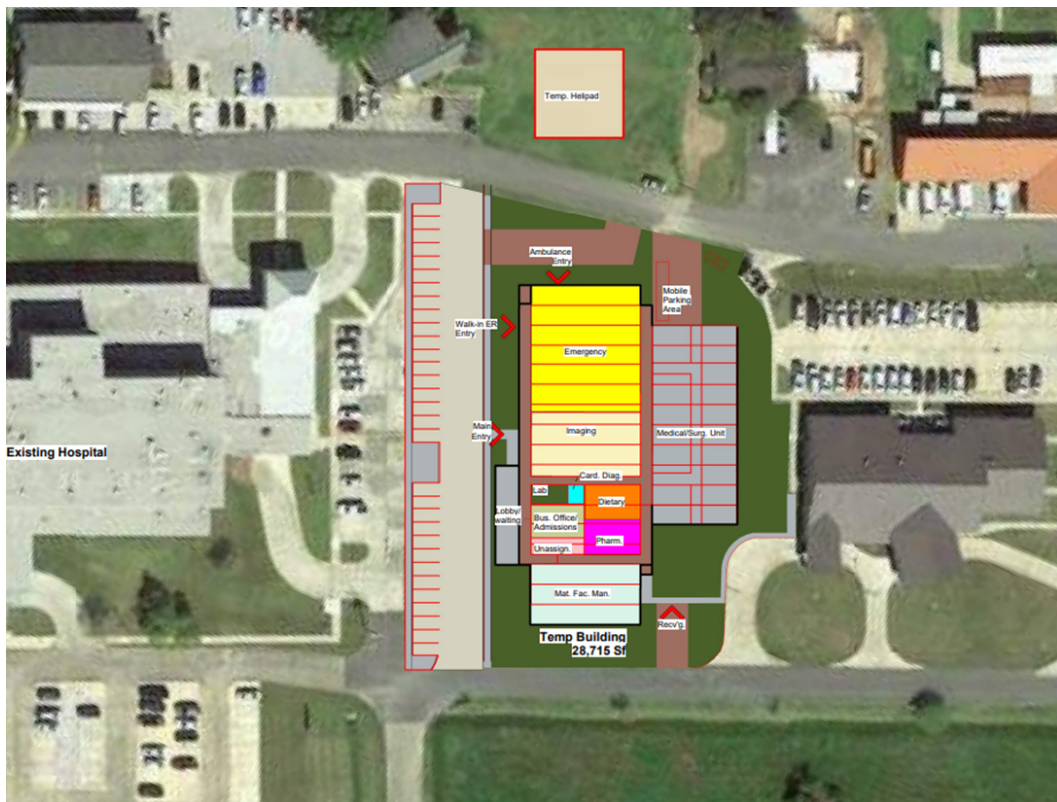 Temp. Helipad
Ambulance
Entry
Mobile
Parking
Area
Walk-in ER
Entry
Emergency
Main
Entry
Imaging
Medical/Surg. Unit
Existing Hospital
Card. Diag.
Lab
Dietary
Lobby/
waiting
Bus. Office/
Admissions
Pharm.
Unassign.
Mat. Fac. Man.
Temp Building
28,715 Sf
Recv'g.